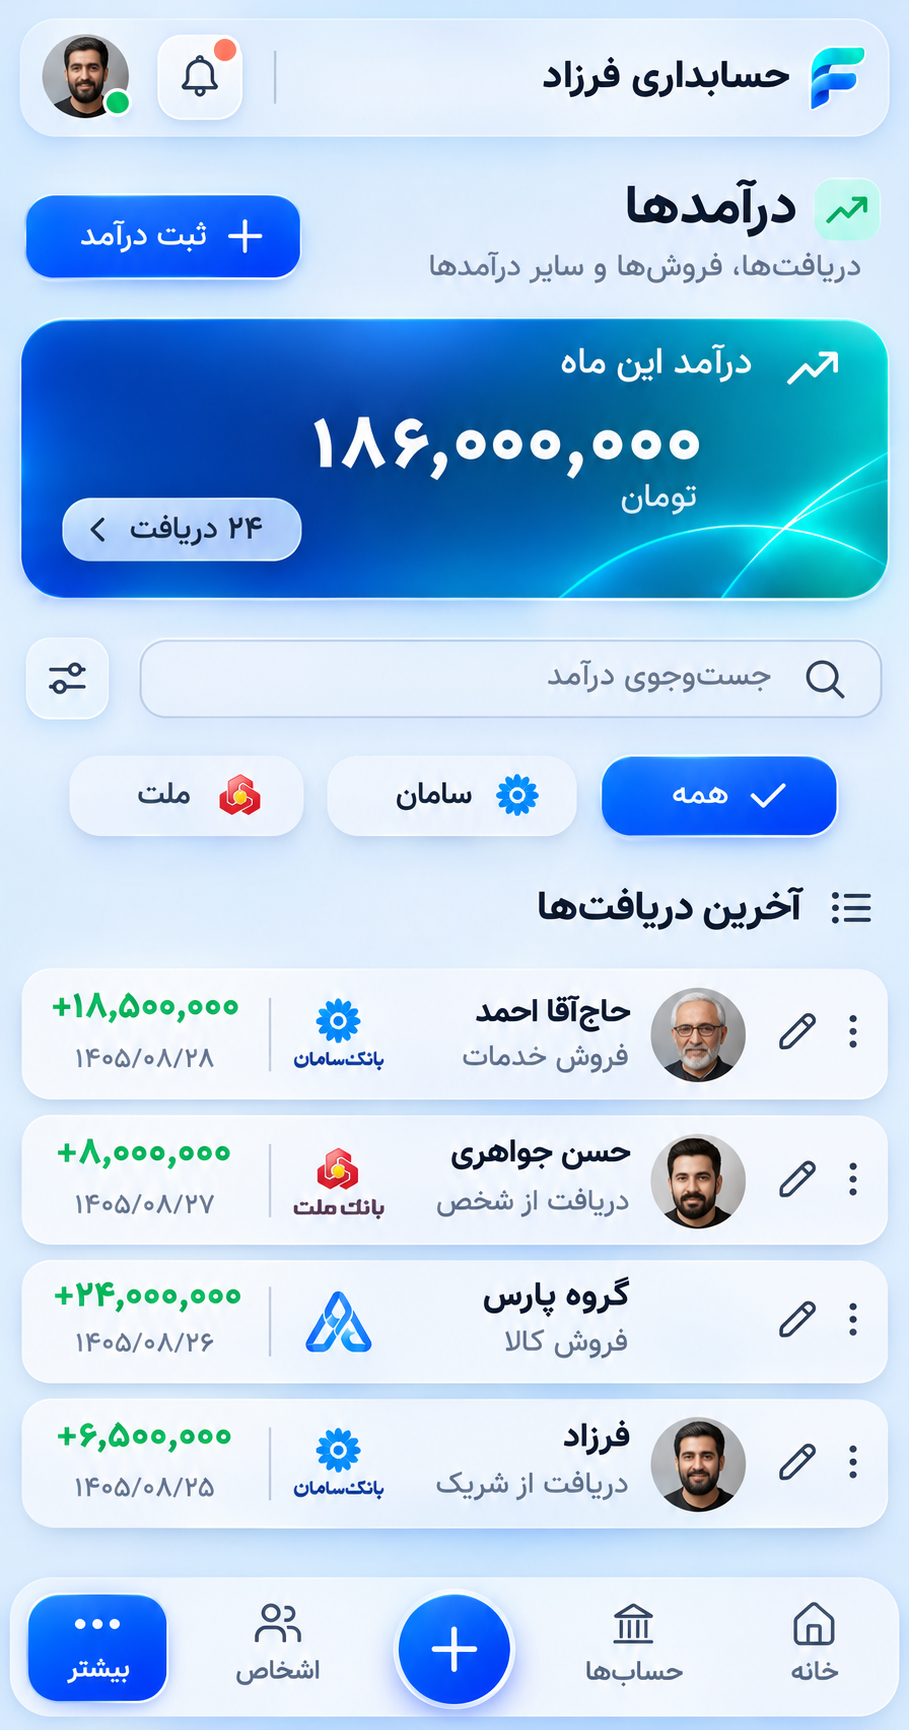 حسابداری فرزاد
درآمدها
دریافت‌ها، فروش‌ها و سایر درآمدها
ثبت درآمد
درآمد این ماه
۱۸۶,۰۰۰,۰۰۰
تومان
۲۴ دریافت
جست‌وجوی درآمد
همه
سامان
ملت
آخرین دریافت‌ها
حاج‌آقا احمد
فروش خدمات
بانک‌سامان
+۱۸,۵۰۰,۰۰۰
۱۴۰۵/۰۸/۲۸
حسن جواهری
دریافت از شخص
بانک ملت
+۸,۰۰۰,۰۰۰
۱۴۰۵/۰۸/۲۷
گروه پارس
فروش کالا
+۲۴,۰۰۰,۰۰۰
۱۴۰۵/۰۸/۲۶
فرزاد
دریافت از شریک
بانک‌سامان
+۶,۵۰۰,۰۰۰
۱۴۰۵/۰۸/۲۵
خانه
حساب‌ها
اشخاص
بیشتر